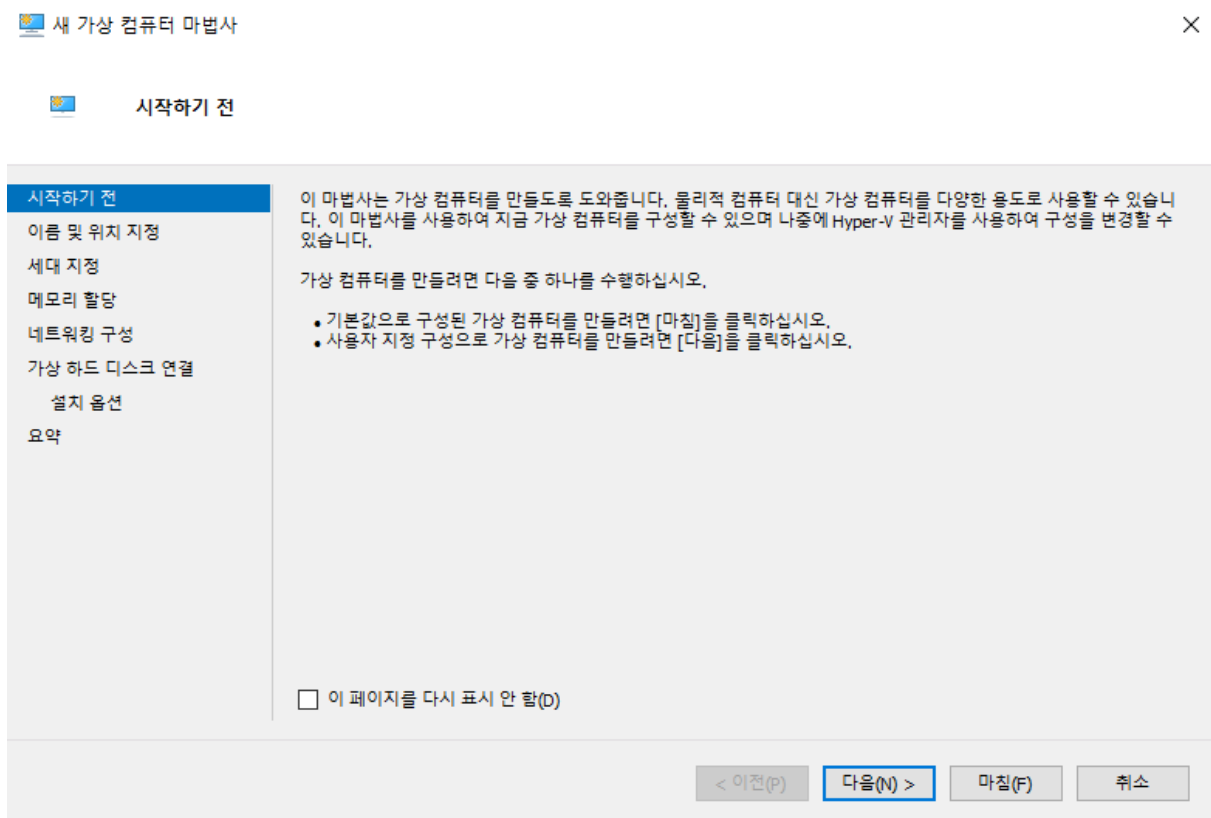 새 가상 컴퓨터 마법사
시작하기 전
시작하기 전
이름 및 위치 지정
세대 지정
메모리 할당
네트워킹 구성
가상 하드 디스크 연결
설치 옵션
요약
이 마법사는 가상 컴퓨터를 만들도록 도와줍니다. 물리적 컴퓨터 대신 가상 컴퓨터를 다양한 용도로 사용할 수 있습니
다. 이 마법사를 사용하여 지금 가상 컴퓨터를 구성할 수 있으며 나중에 Hyper-V 관리자를 사용하여 구성을 변경할 수
있습니다.
가상 컴퓨터를 만들려면 다음 중 하나를 수행하십시오.
• 기본값으로 구성된 가상 컴퓨터를 만들려면 [마침]을 클릭하십시오.
• 사용자 지정 구성으로 가상 컴퓨터를 만들려면 [다음]을 클릭하십시오.
이 페이지를 다시 표시 안 함(D)
< 이전(P) 다음(N) > 마침(F) 취소